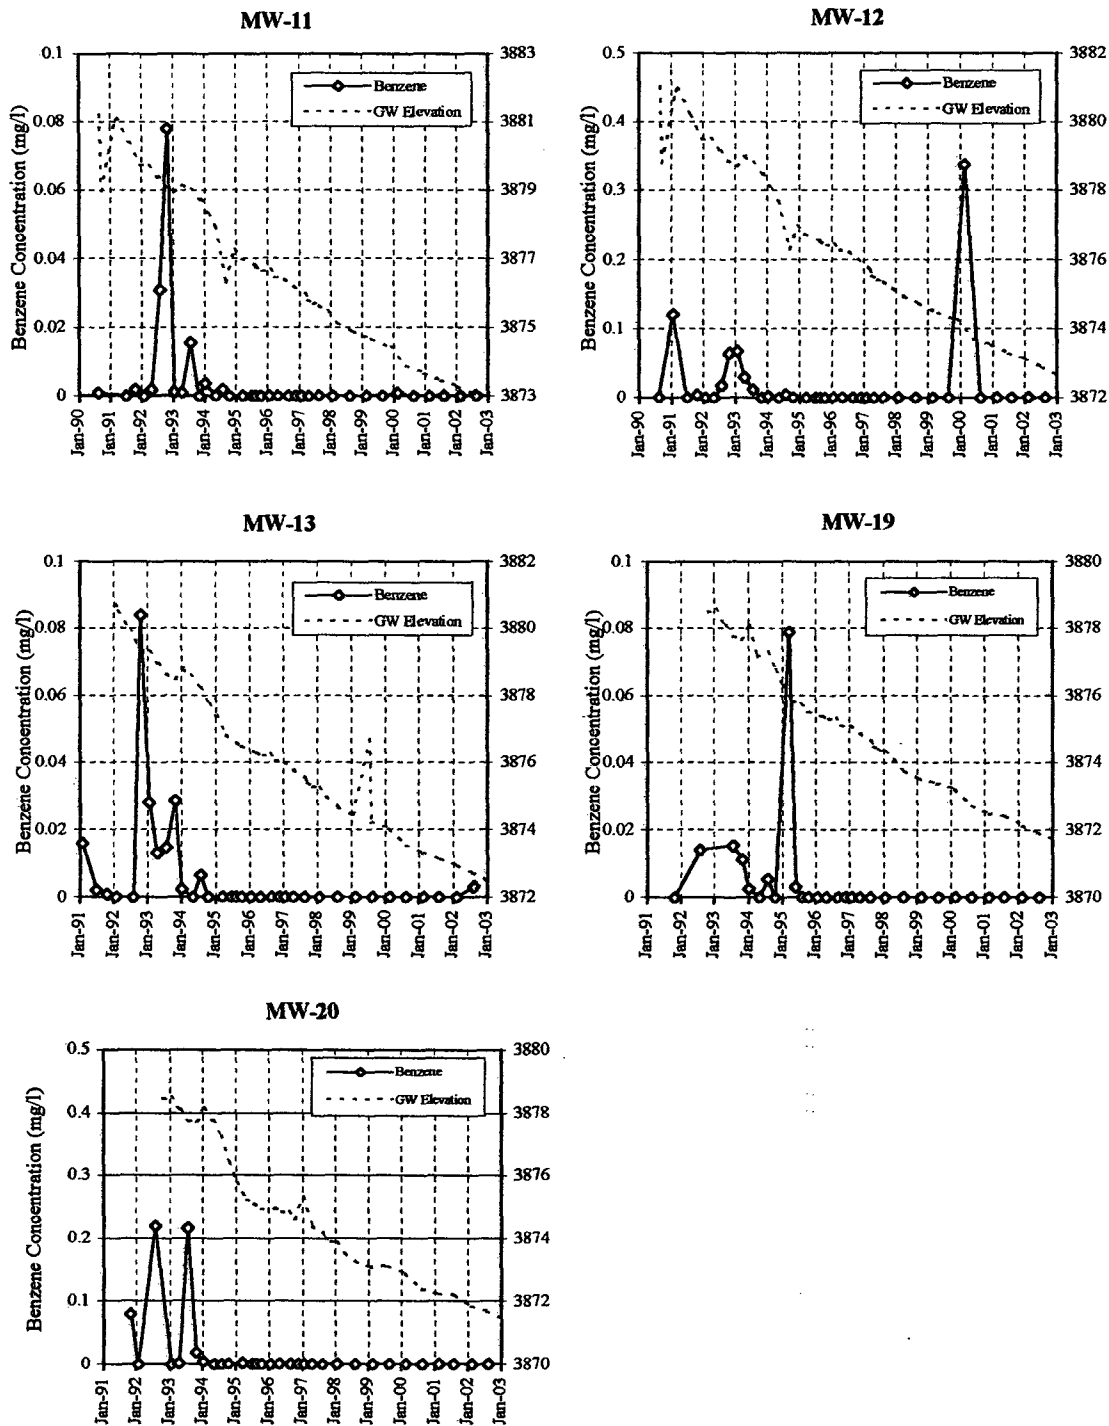 MW-11
Benzene Concentration (mg/l)
0.1
0.08
0.06
0.04
0.02
0
3883
3881
3879
3877
3875
3873
Benzene
GW Elevation
Jan-90 Jan-91 Jan-92 Jan-93 Jan-94 Jan-95 Jan-96 Jan-97 Jan-98 Jan-99 Jan-00 Jan-01 Jan-02 Jan-03
MW-12
Benzene Concentration (mg/l)
0.5
0.4
0.3
0.2
0.1
0
3882
3880
3878
3876
3874
3872
Benzene
GW Elevation
Jan-90 Jan-91 Jan-92 Jan-93 Jan-94 Jan-95 Jan-96 Jan-97 Jan-98 Jan-99 Jan-00 Jan-01 Jan-02 Jan-03
MW-13
Benzene Concentration (mg/l)
0.1
0.08
0.06
0.04
0.02
0
3882
3880
3878
3876
3874
3872
Benzene
GW Elevation
Jan-91 Jan-92 Jan-93 Jan-94 Jan-95 Jan-96 Jan-97 Jan-98 Jan-99 Jan-00 Jan-01 Jan-02 Jan-03
MW-19
Benzene Concentration (mg/l)
0.1
0.08
0.06
0.04
0.02
0
3880
3878
3876
3874
3872
3870
Benzene
GW Elevation
Jan-91 Jan-92 Jan-93 Jan-94 Jan-95 Jan-96 Jan-97 Jan-98 Jan-99 Jan-00 Jan-01 Jan-02 Jan-03
MW-20
Benzene Concentration (mg/l)
0.5
0.4
0.3
0.2
0.1
0
3880
3878
3876
3874
3872
3870
Benzene
GW Elevation
Jan-91 Jan-92 Jan-93 Jan-94 Jan-95 Jan-96 Jan-97 Jan-98 Jan-99 Jan-00 Jan-01 Jan-02 Jan-03